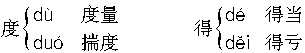 度{dù 度量
duó 揣度
得{dé 得当
děi 得亏